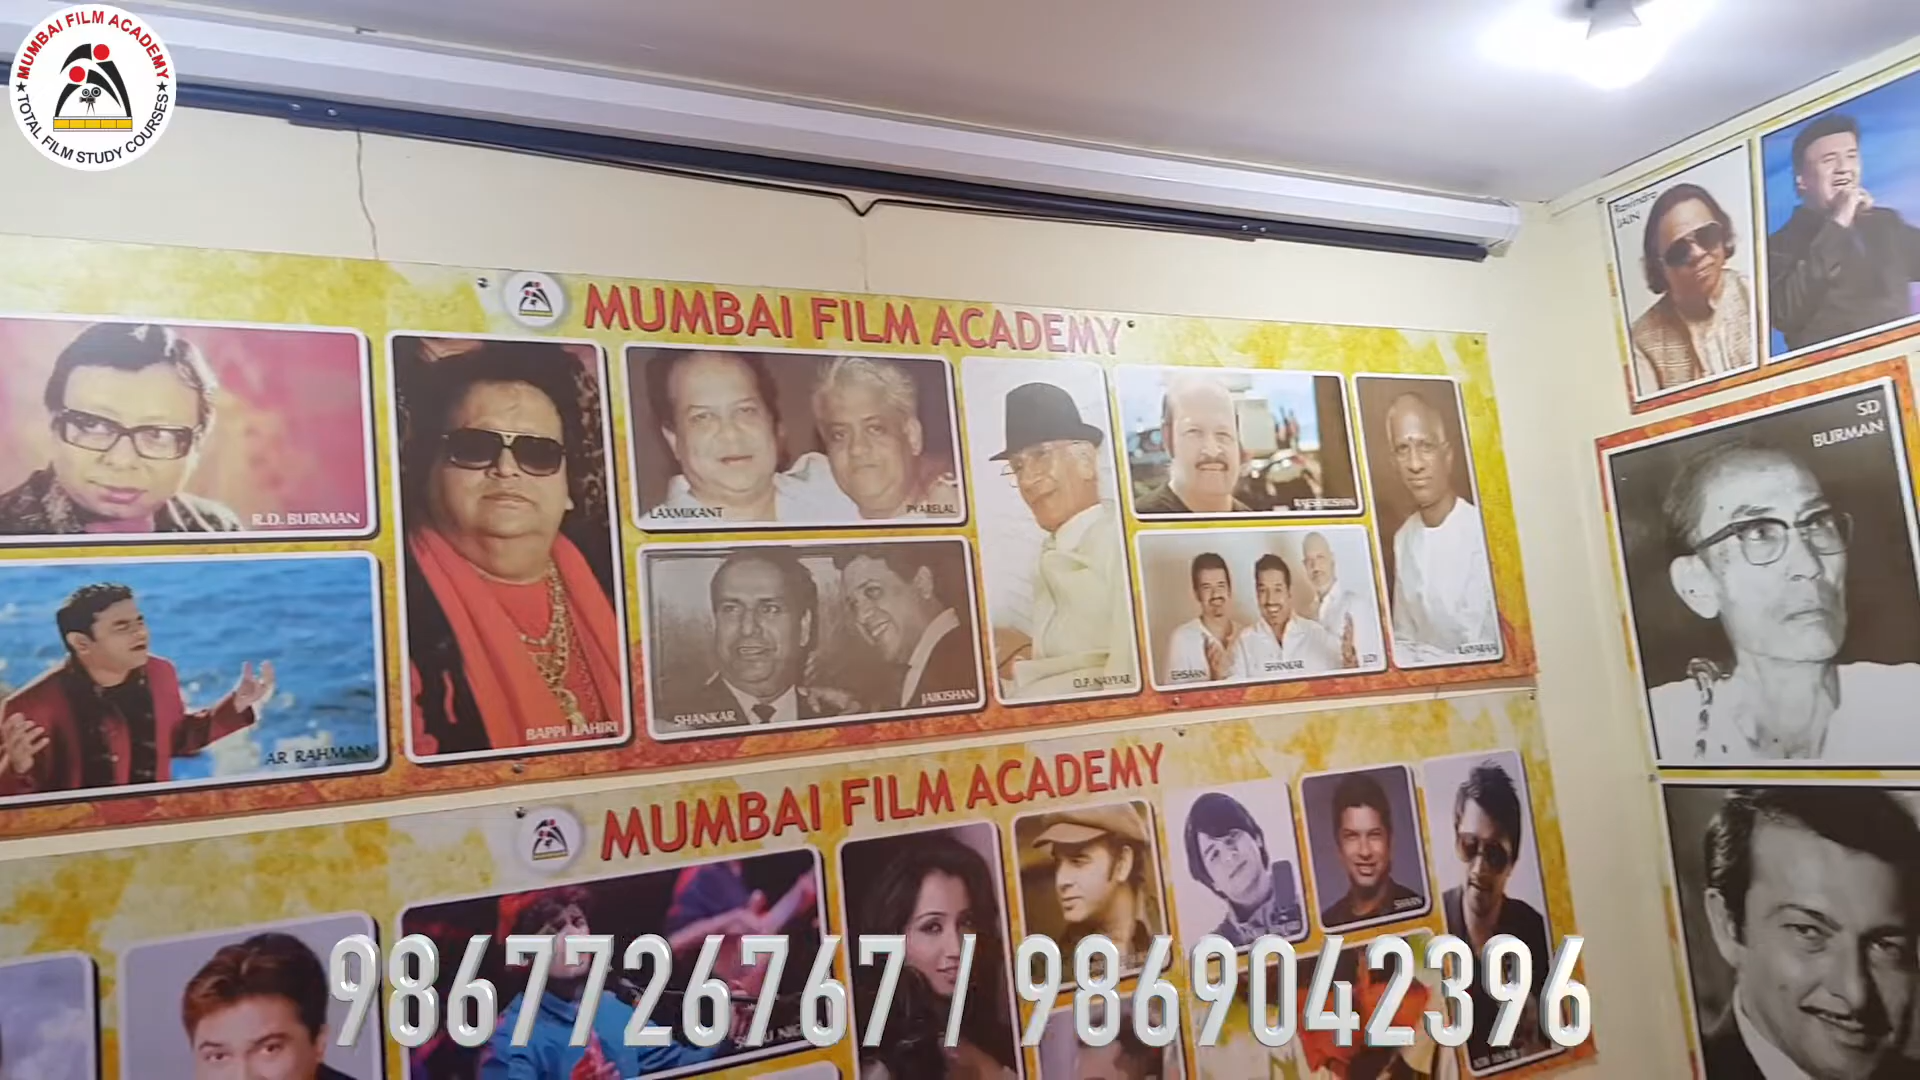 MUMBAI FILM ACADEMY
TOTAL FILM STUDY COURSES
MUMBAI FILM ACADEMY
R.D. BURMAN
BAPPI LAHIRI
LAXMIKANT
PYARELAL
SHANKAR
JAIKISHAN
O.P. NAYYAR
EHSAAN
SHANKAR
LOY
AR RAHMAN
Ravindra
JAIN
SD
BURMAN
MUMBAI FILM ACADEMY
SHAAN
9867726767 / 9869042396